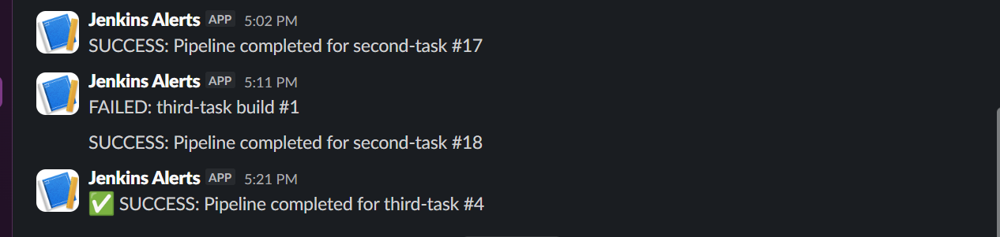 Jenkins Alerts APP 5:02 PM
SUCCESS: Pipeline completed for second-task #17
Jenkins Alerts APP 5:11 PM
FAILED: third-task build #1
SUCCESS: Pipeline completed for second-task #18
Jenkins Alerts APP 5:21 PM
✅ SUCCESS: Pipeline completed for third-task #4